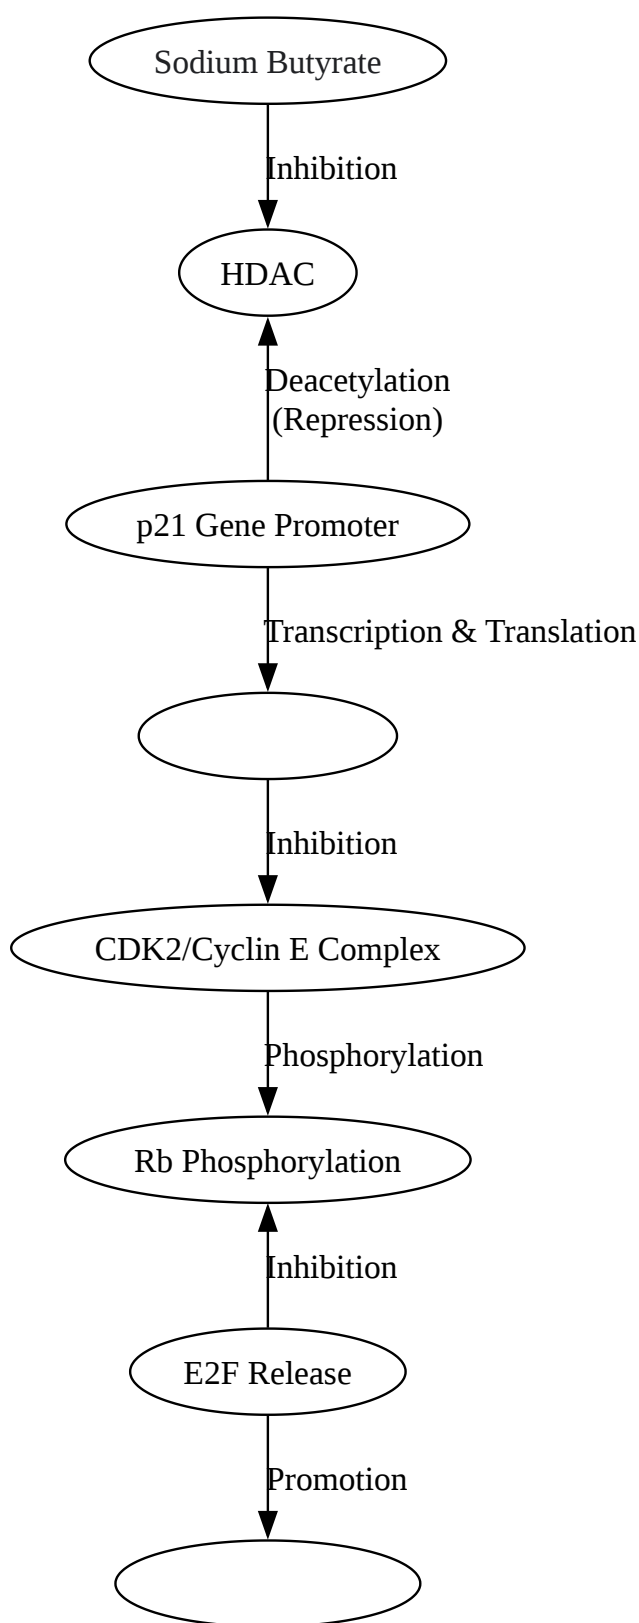 Sodium Butyrate
Inhibition
HDAC
Deacetylation
(Repression)
p21 Gene Promoter
Transcription & Translation
Inhibition
CDK2/Cyclin E Complex
Phosphorylation
Rb Phosphorylation
Inhibition
E2F Release
Promotion